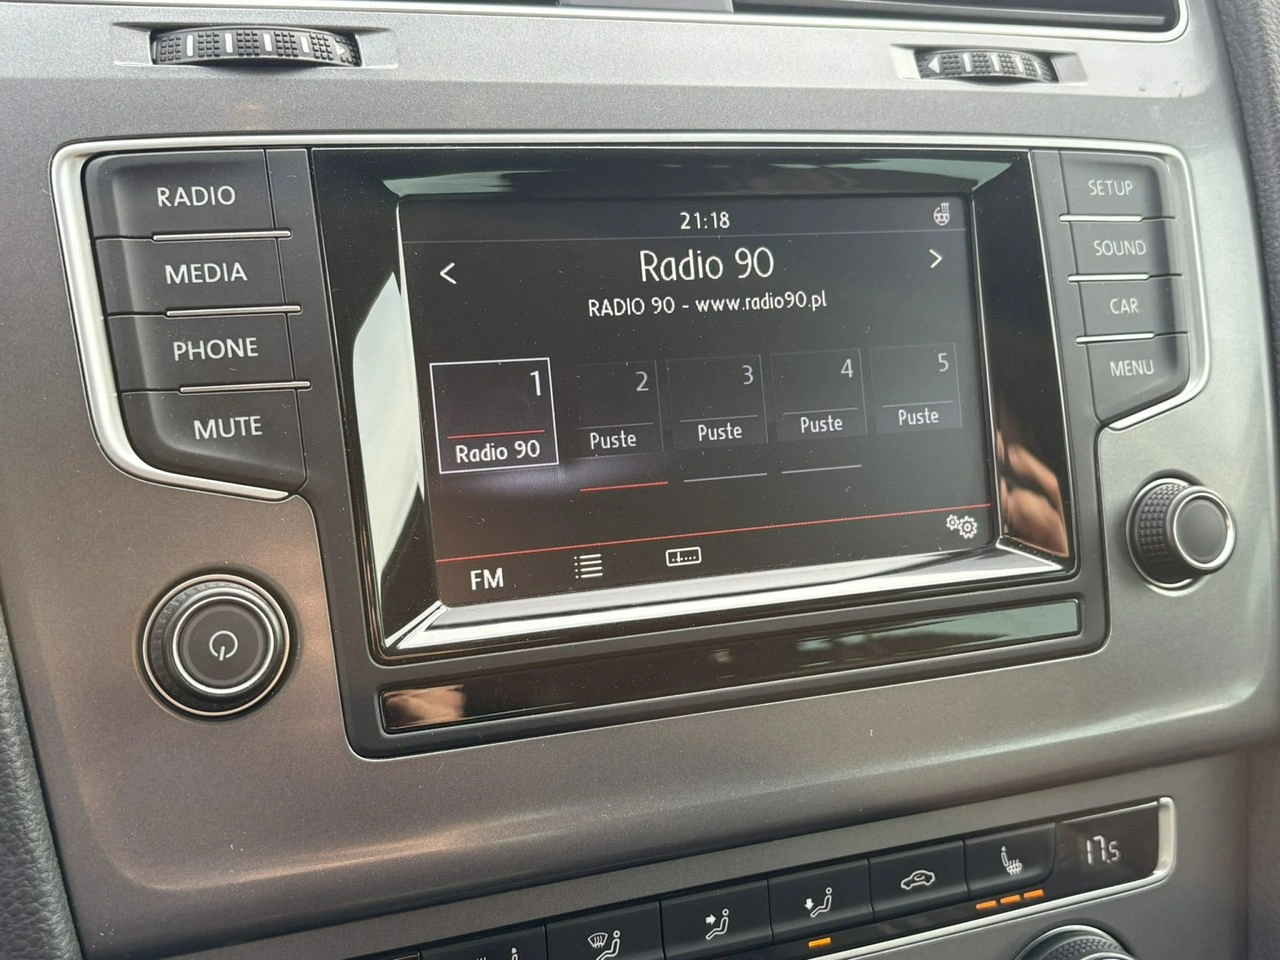 RADIO
MEDIA
PHONE
MUTE
21:18
Radio 90
RADIO 90 - www.radio90.pl
1
Radio 90
2
Puste
3
Puste
4
Puste
5
Puste
FM
SETUP
SOUND
CAR
MENU
17.5